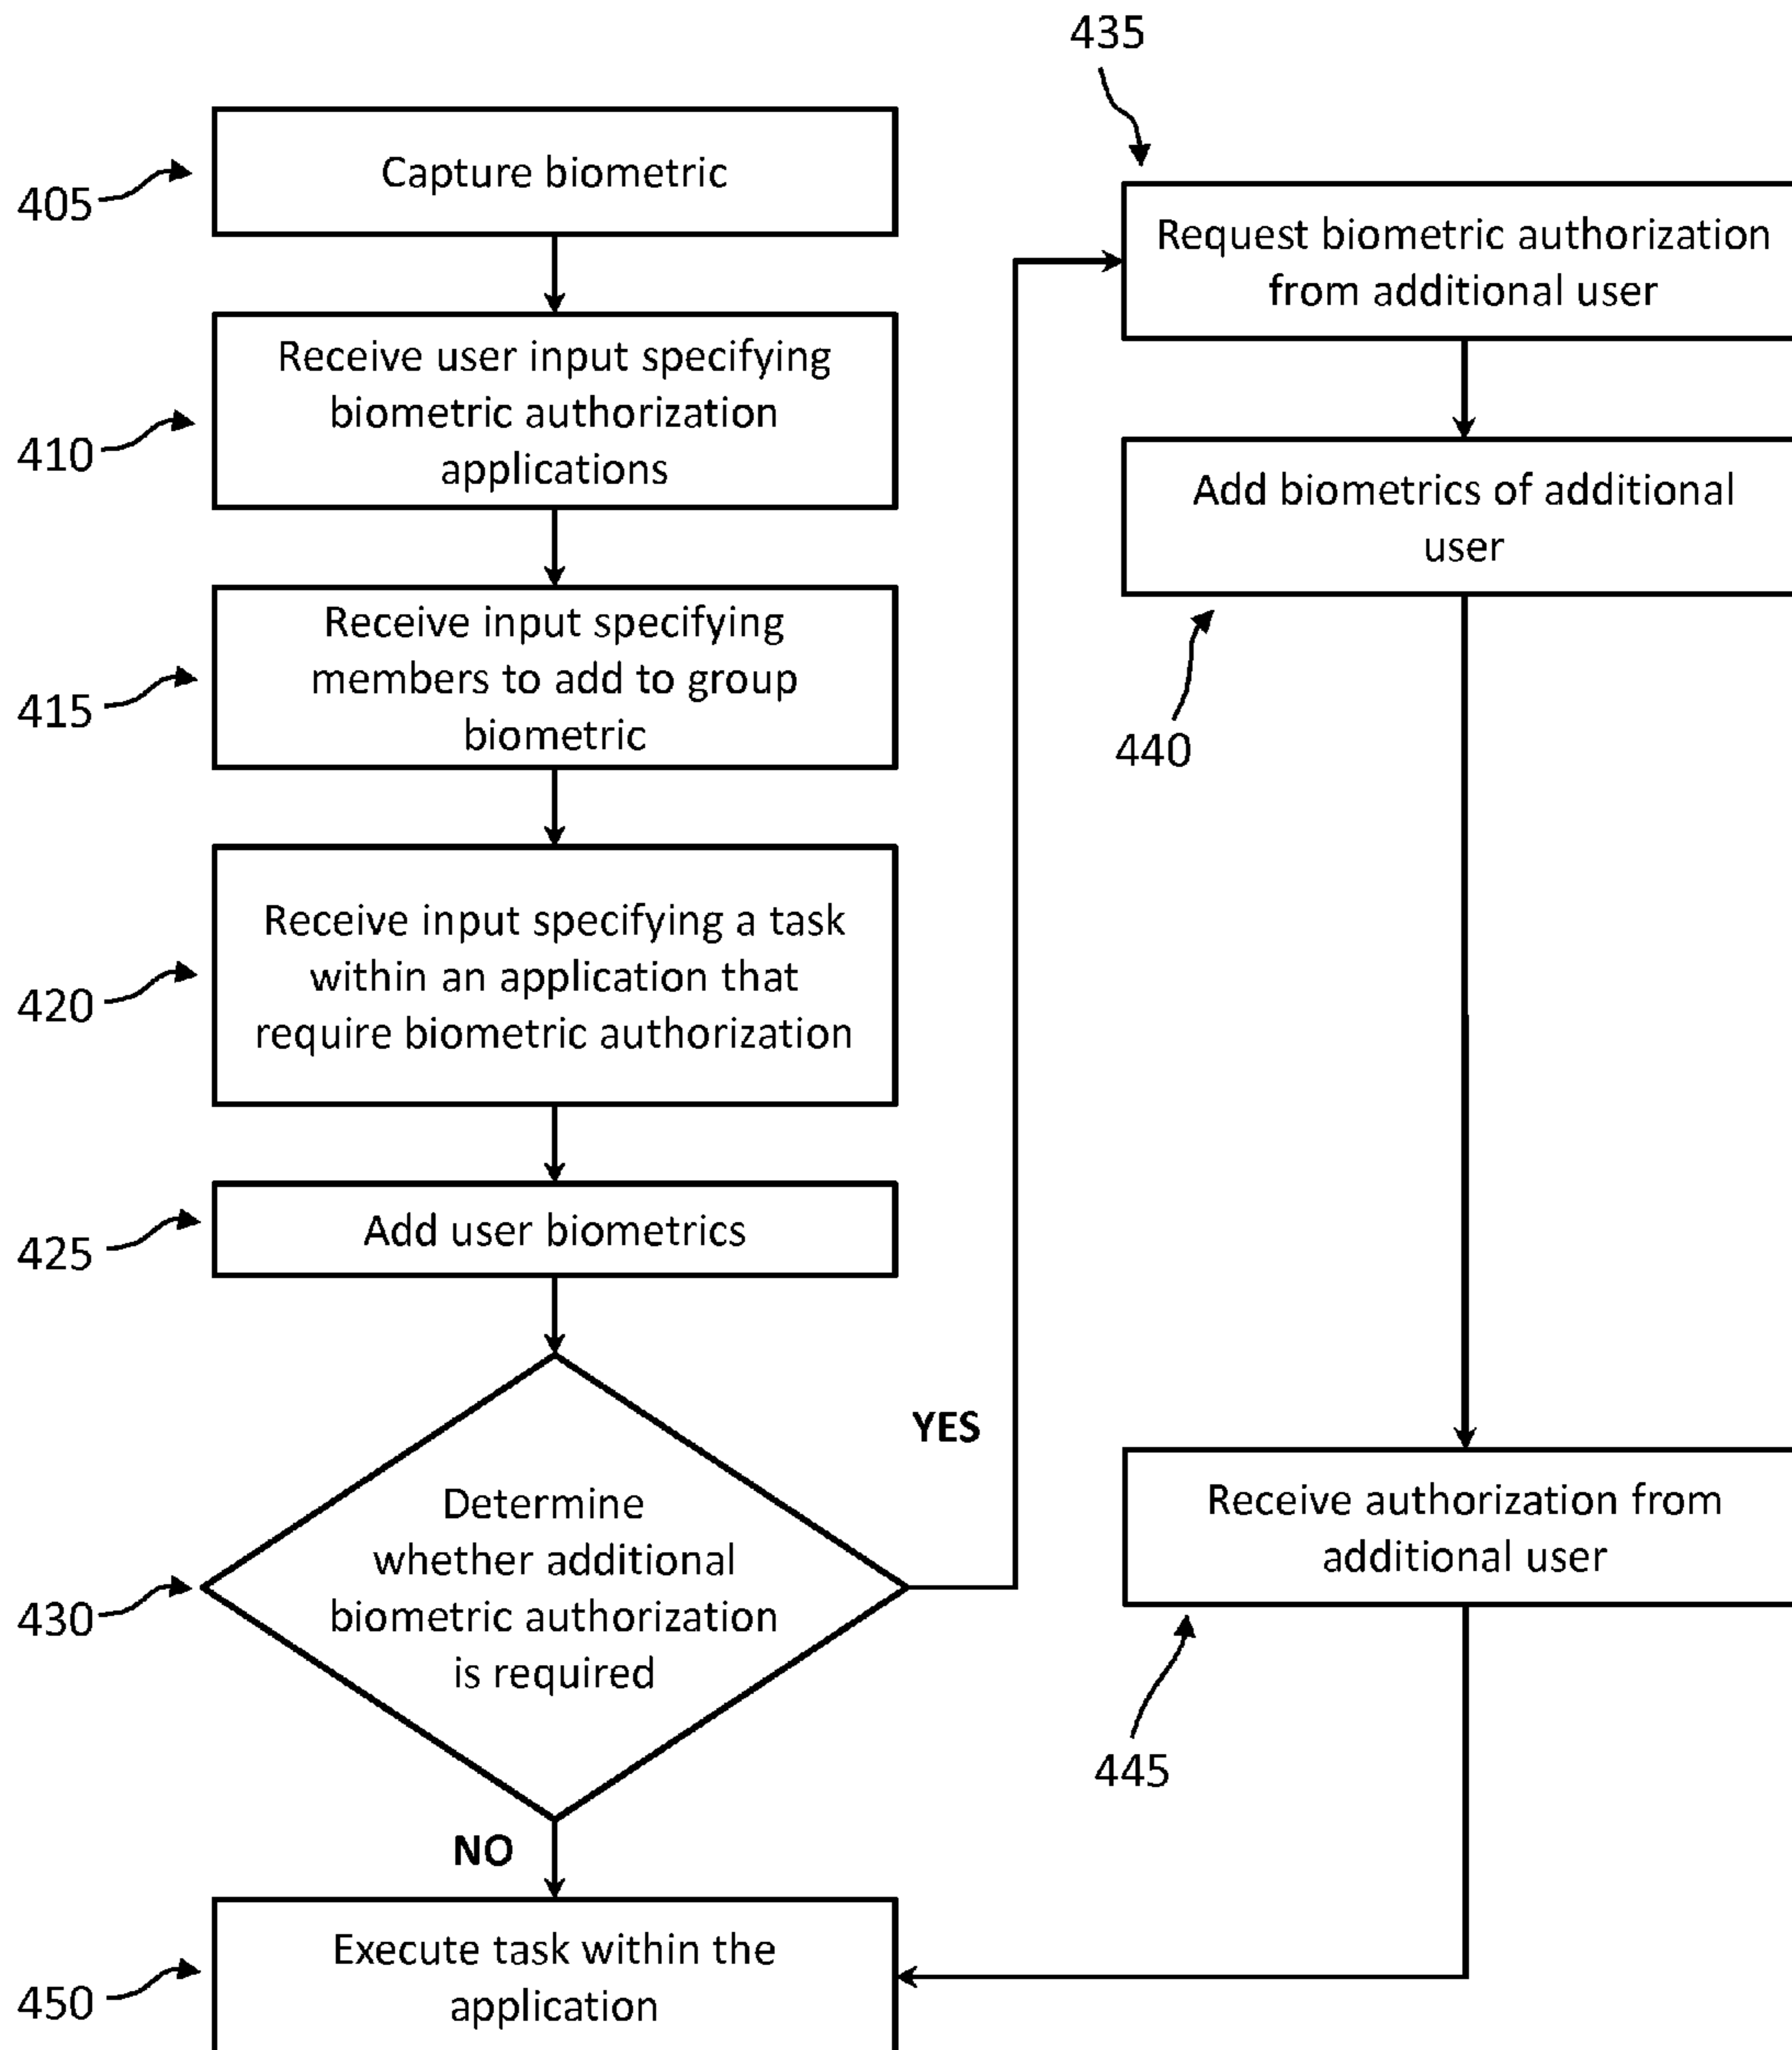 405
Capture biometric
410
Receive user input specifying
biometric authorization
applications
415
Receive input specifying
members to add to group
biometric
420
Receive input specifying a task
within an application that
require biometric authorization
425
Add user biometrics
430
Determine
whether additional
biometric authorization
is required
YES
NO
435
Request biometric authorization
from additional user
Add biometrics of additional
user
440
Receive authorization from
additional user
445
450
Execute task within the
application